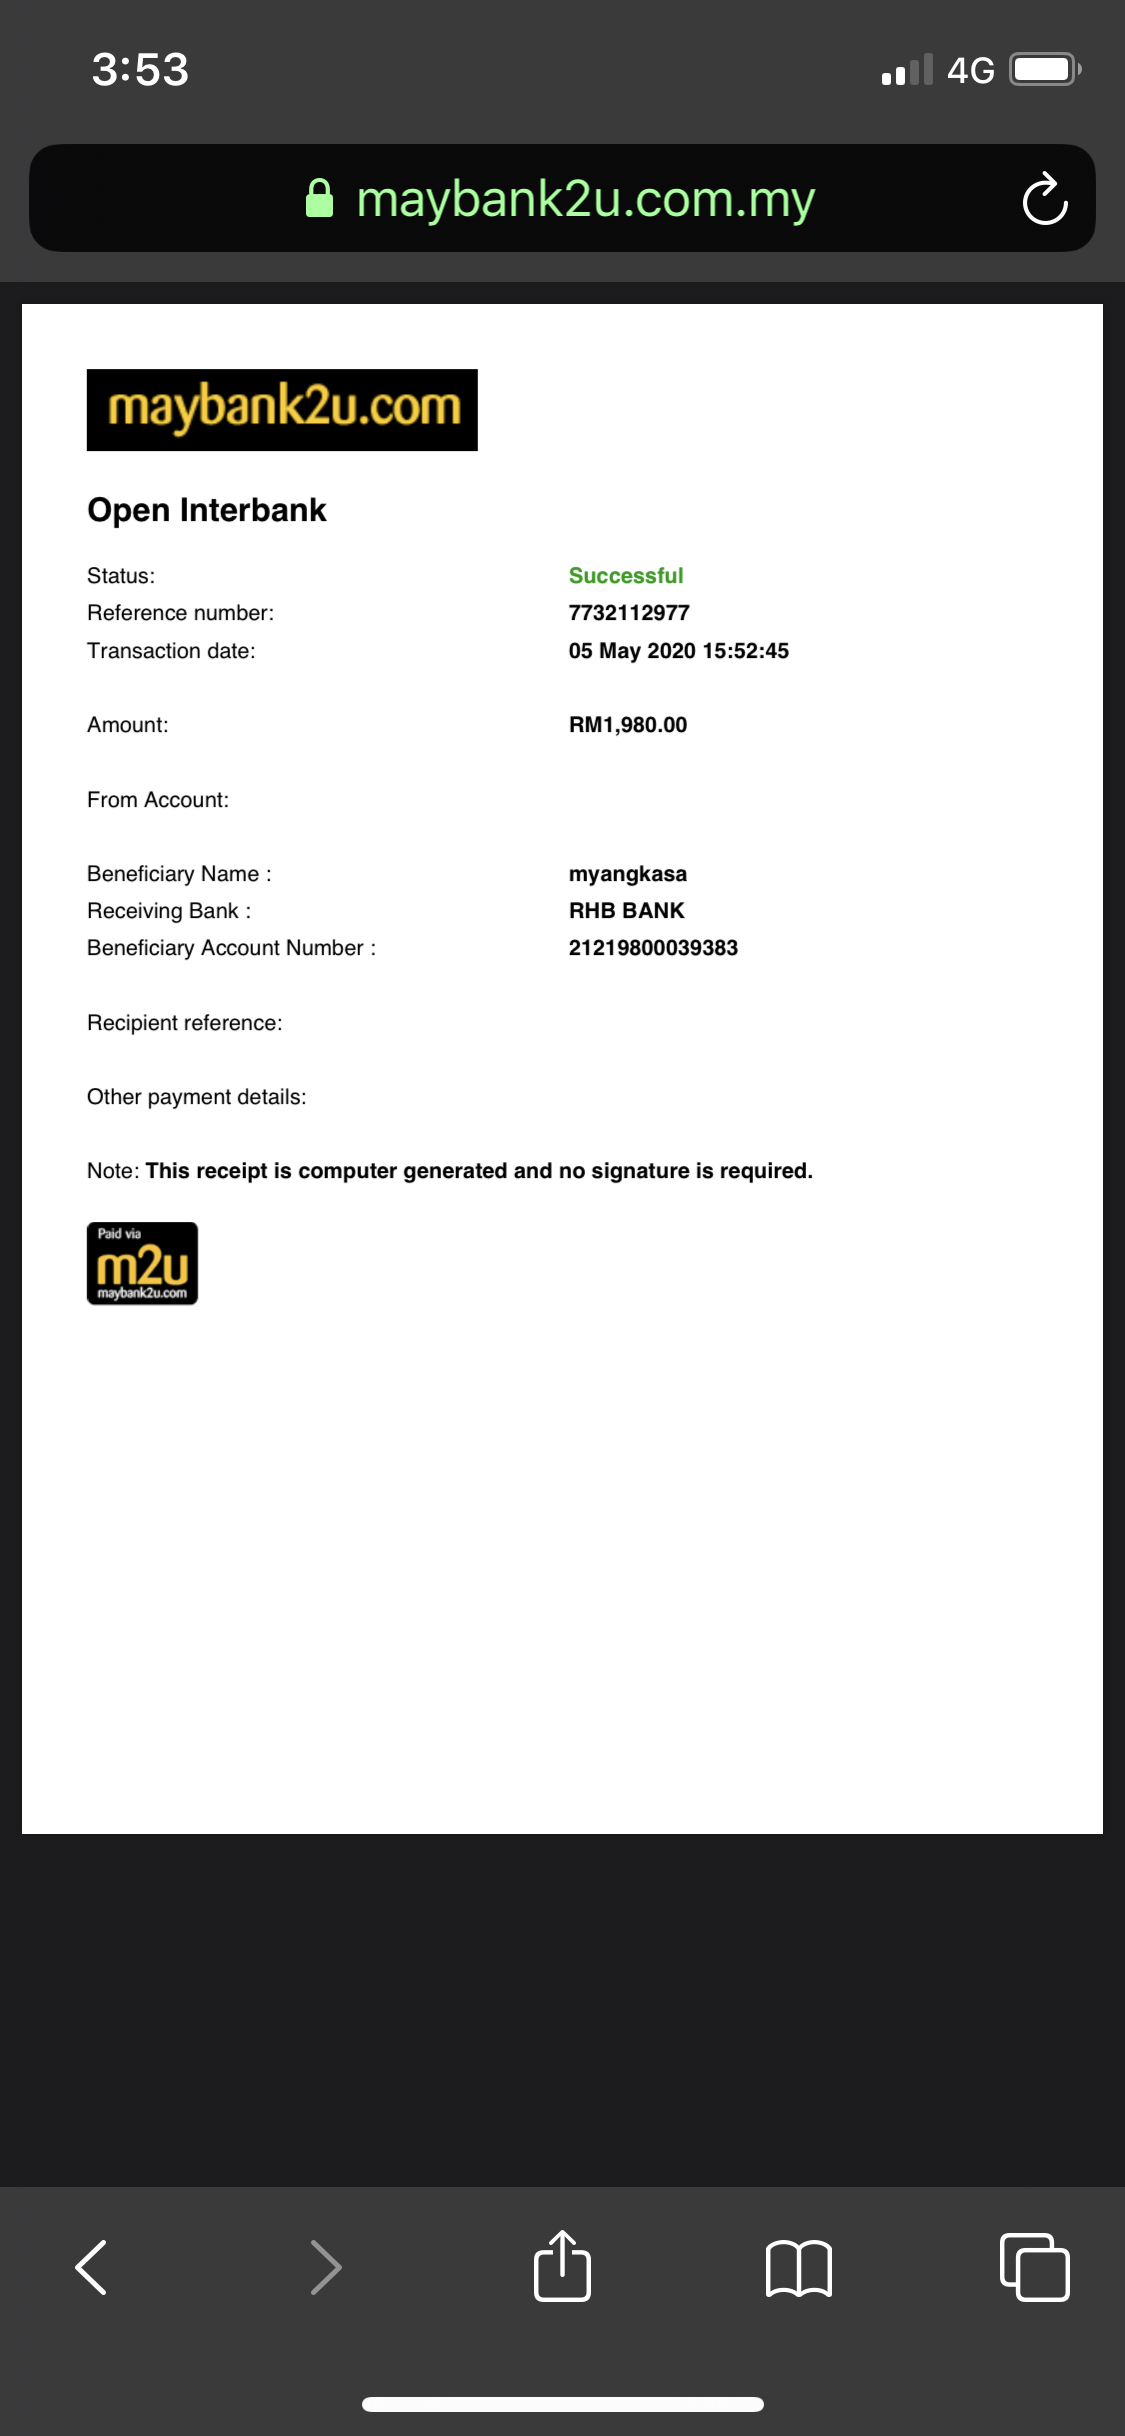 3:53 4G
maybank2u.com.my
maybank2u.com
Open Interbank
Status: Successful
Reference number: 7732112977
Transaction date: 05 May 2020 15:52:45
Amount: RM1,980.00
From Account:
Beneficiary Name : myangkasa
Receiving Bank : RHB BANK
Beneficiary Account Number : 21219800039383
Recipient reference:
Other payment details:
Note: This receipt is computer generated and no signature is required.
Paid via
m2u
maybank2u.com